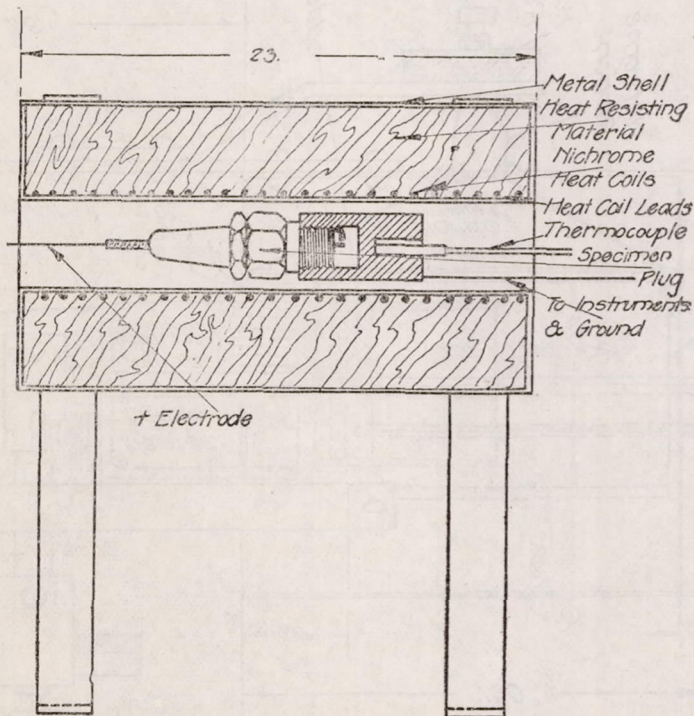 23.
Metal Shell
Heat Resisting
Material
Nichrome
Heat Coils
Heat Coil Leads
Thermocouple
Specimen
Plug
To Instruments
& Ground
+ Electrode